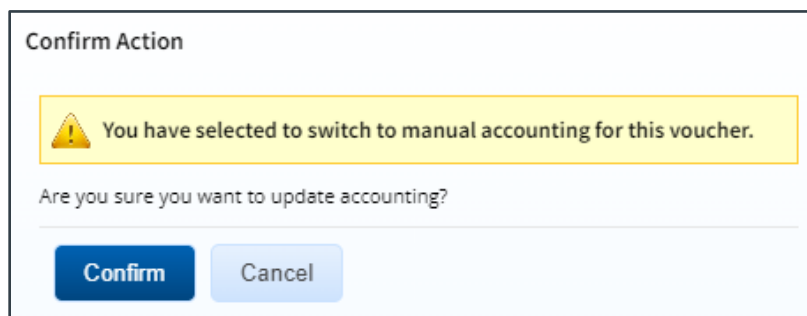 Confirm Action
You have selected to switch to manual accounting for this voucher.
Are you sure you want to update accounting?
Confirm Cancel